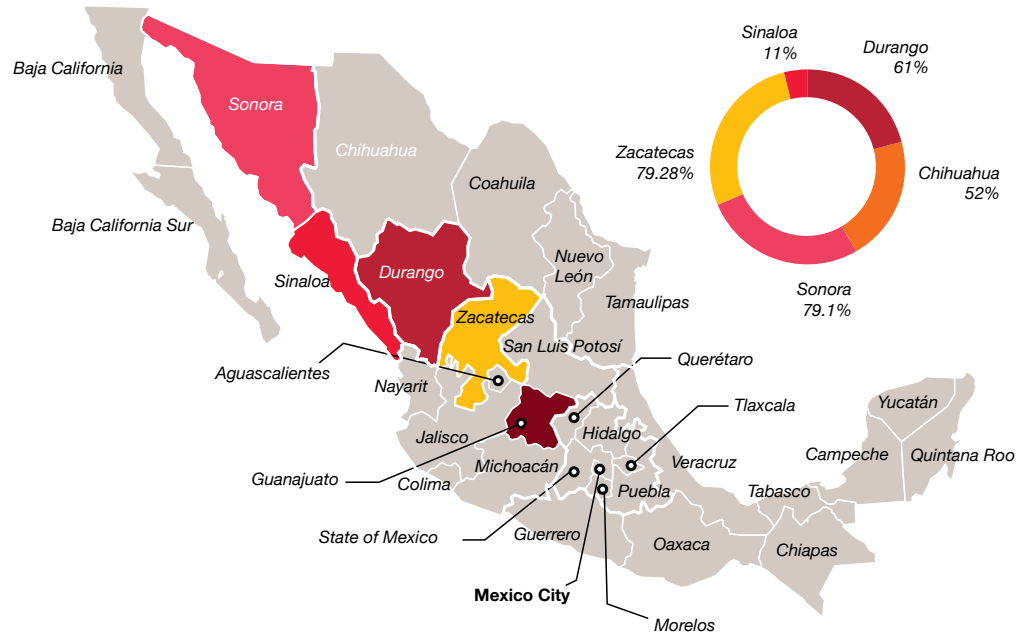 Sinaloa
11%
Durango
61%
Baja California
Sonora
Chihuahua
Zacatecas
79.28%
Chihuahua
52%
Coahuila
Baja California Sur
Nuevo
León
Sinaloa
Durango
Sonora
79.1%
Tamaulipas
Zacatecas
San Luis Potosí
Querétaro
Aguascalientes
Nayarit
Tlaxcala
Yucatán
Jalisco
Hidalgo
Campeche
Quintana Roo
Guanajuato
Michoacán
Veracruz
Colima
Puebla
Tabasco
State of Mexico
Guerrero
Oaxaca
Chiapas
Mexico City
Morelos